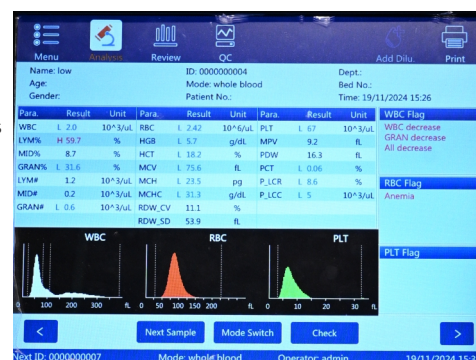 Menu Analysis Review QC Add Dilu. Print
Name: low ID: 0000000004 Dept.:
Age: Mode: whole blood Bed No.:
Gender: Patient No.: Time: 19/11/2024 15:26
Para. Result Unit Para. Result Unit Para. Result Unit WBC Flag
WBC L 2.0 10^3/uL RBC L 2.42 10^6/uL PLT L 67 10^3/uL WBC decrease
LYM% H 59.7 % HGB L 5.7 g/dL MPV 9.2 fL GRAN decrease
MID% 8.7 % HCT L 18.2 % PDW 16.3 fL All decrease
GRAN% L 31.6 % MCV L 75.6 fL PCT L 0.06 %
LYM# 1.2 10^3/uL MCH L 23.5 pg P_LCR L 8.6 % RBC Flag
MID# 0.2 10^3/uL MCHC L 31.3 g/dL P_LCC L 5 10^3/uL Anemia
GRAN# L 0.6 10^3/uL RDW_CV 11.1 %
RDW_SD 53.9 fL
WBC RBC PLT
PLT Flag
0 100 200 300 fL 0 50 100 150 200 fL 0 10 20 30 fL
< Next Sample Mode Switch Check >
Next ID: 0000000007 Mode: whole blood Operator: admin 19/11/2024